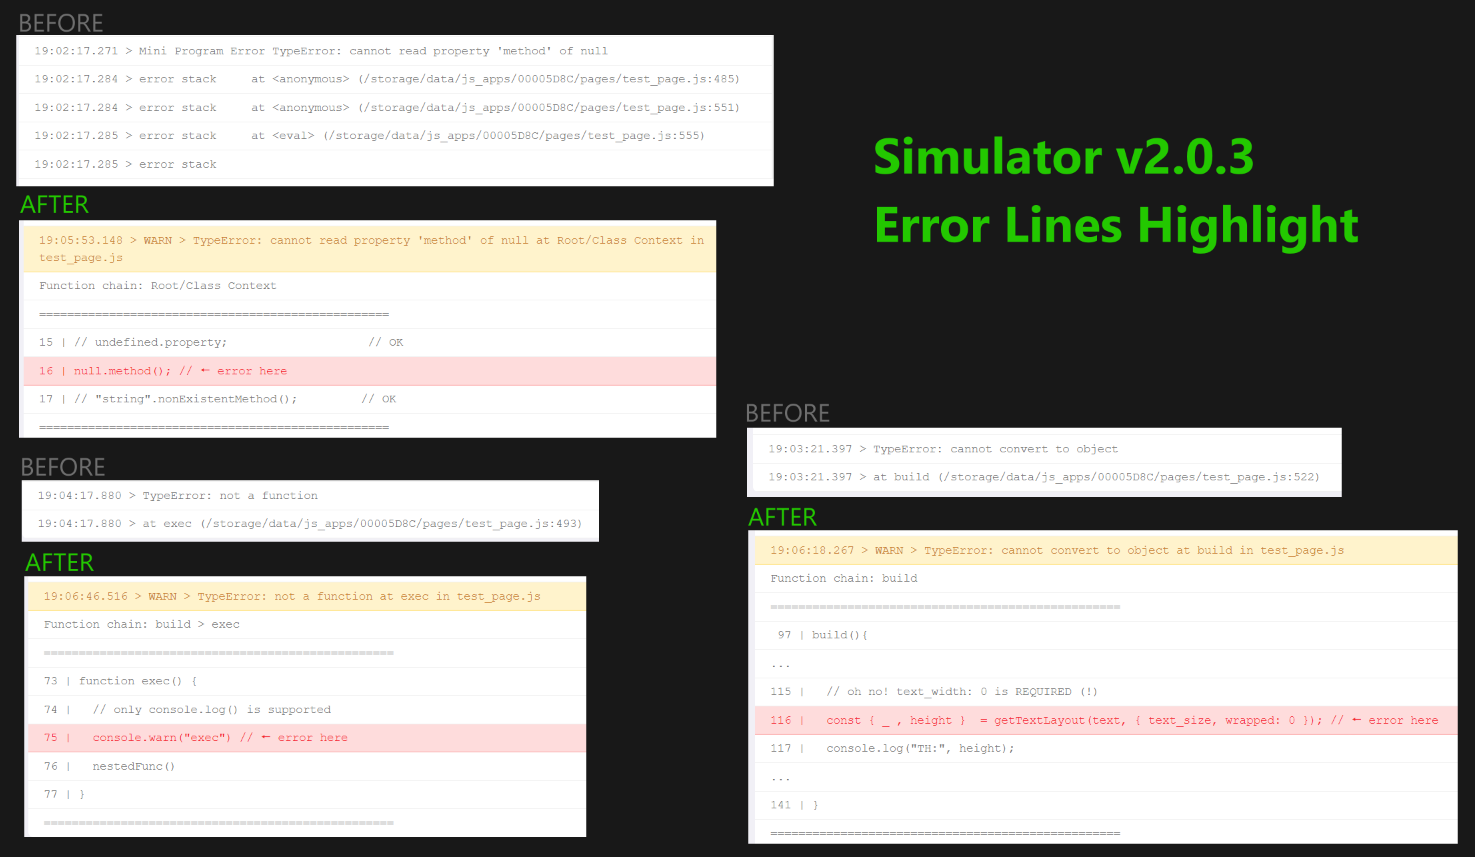 BEFORE
19:02:17.271 > Mini Program Error TypeError: cannot read property 'method' of null
19:02:17.284 > error stack     at <anonymous> (/storage/data/js_apps/00005D8C/pages/test_page.js:485)
19:02:17.284 > error stack     at <anonymous> (/storage/data/js_apps/00005D8C/pages/test_page.js:551)
19:02:17.285 > error stack     at <eval> (/storage/data/js_apps/00005D8C/pages/test_page.js:555)
19:02:17.285 > error stack
AFTER
19:05:53.148 > WARN > TypeError: cannot read property 'method' of null at Root/Class Context in
test_page.js
Function chain: Root/Class Context
==================================================
15 | // undefined.property;                    // OK
16 | null.method(); // ← error here
17 | // "string".nonExistentMethod();         // OK
==================================================
BEFORE
19:04:17.880 > TypeError: not a function
19:04:17.880 > at exec (/storage/data/js_apps/00005D8C/pages/test_page.js:493)
AFTER
19:06:46.516 > WARN > TypeError: not a function at exec in test_page.js
Function chain: build > exec
==================================================
73 | function exec() {
74 |   // only console.log() is supported
75 |   console.warn("exec") // ← error here
76 |   nestedFunc()
77 | }
==================================================
Simulator v2.0.3
Error Lines Highlight
BEFORE
19:03:21.397 > TypeError: cannot convert to object
19:03:21.397 > at build (/storage/data/js_apps/00005D8C/pages/test_page.js:522)
AFTER
19:06:18.267 > WARN > TypeError: cannot convert to object at build in test_page.js
Function chain: build
==================================================
97 | build(){
...
115 |   // oh no! text_width: 0 is REQUIRED (!)
116 |   const { _ , height }  = getTextLayout(text, { text_size, wrapped: 0 }); // ← error here
117 |   console.log("TH:", height);
...
141 | }
==================================================